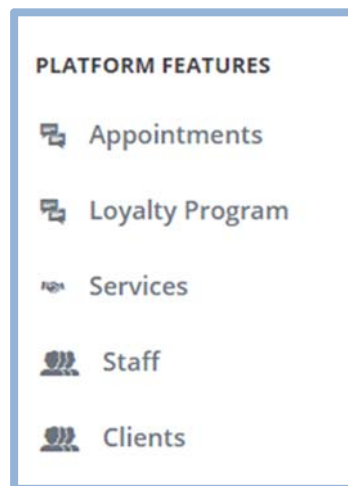 PLATFORM FEATURES
Appointments
Loyalty Program
Services
Staff
Clients